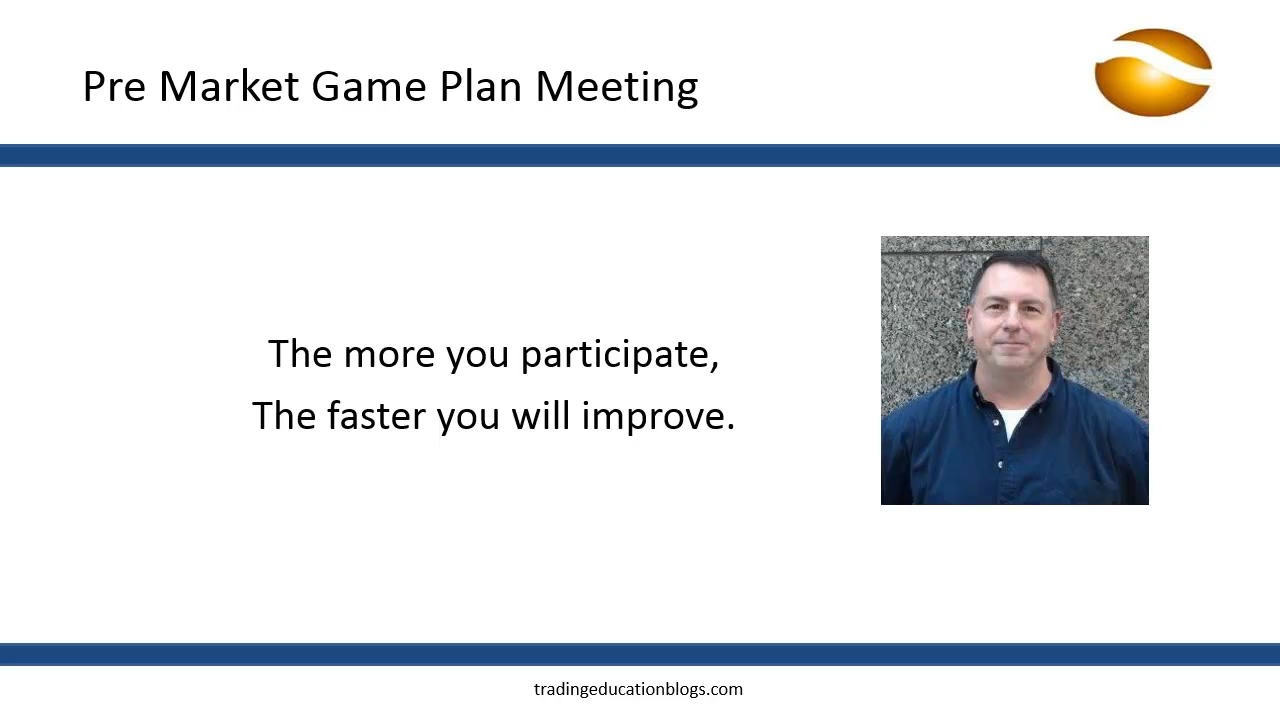 Pre Market Game Plan Meeting
The more you participate,
The faster you will improve.
tradingeducationblogs.com